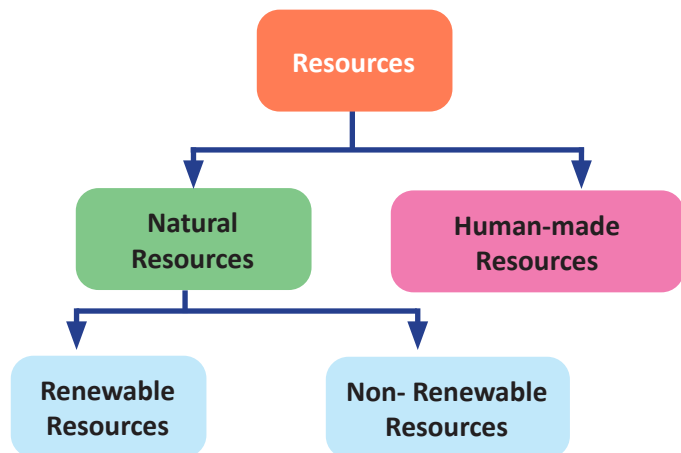 Resources
Natural
Resources
Human-made
Resources
Renewable
Resources
Non- Renewable
Resources